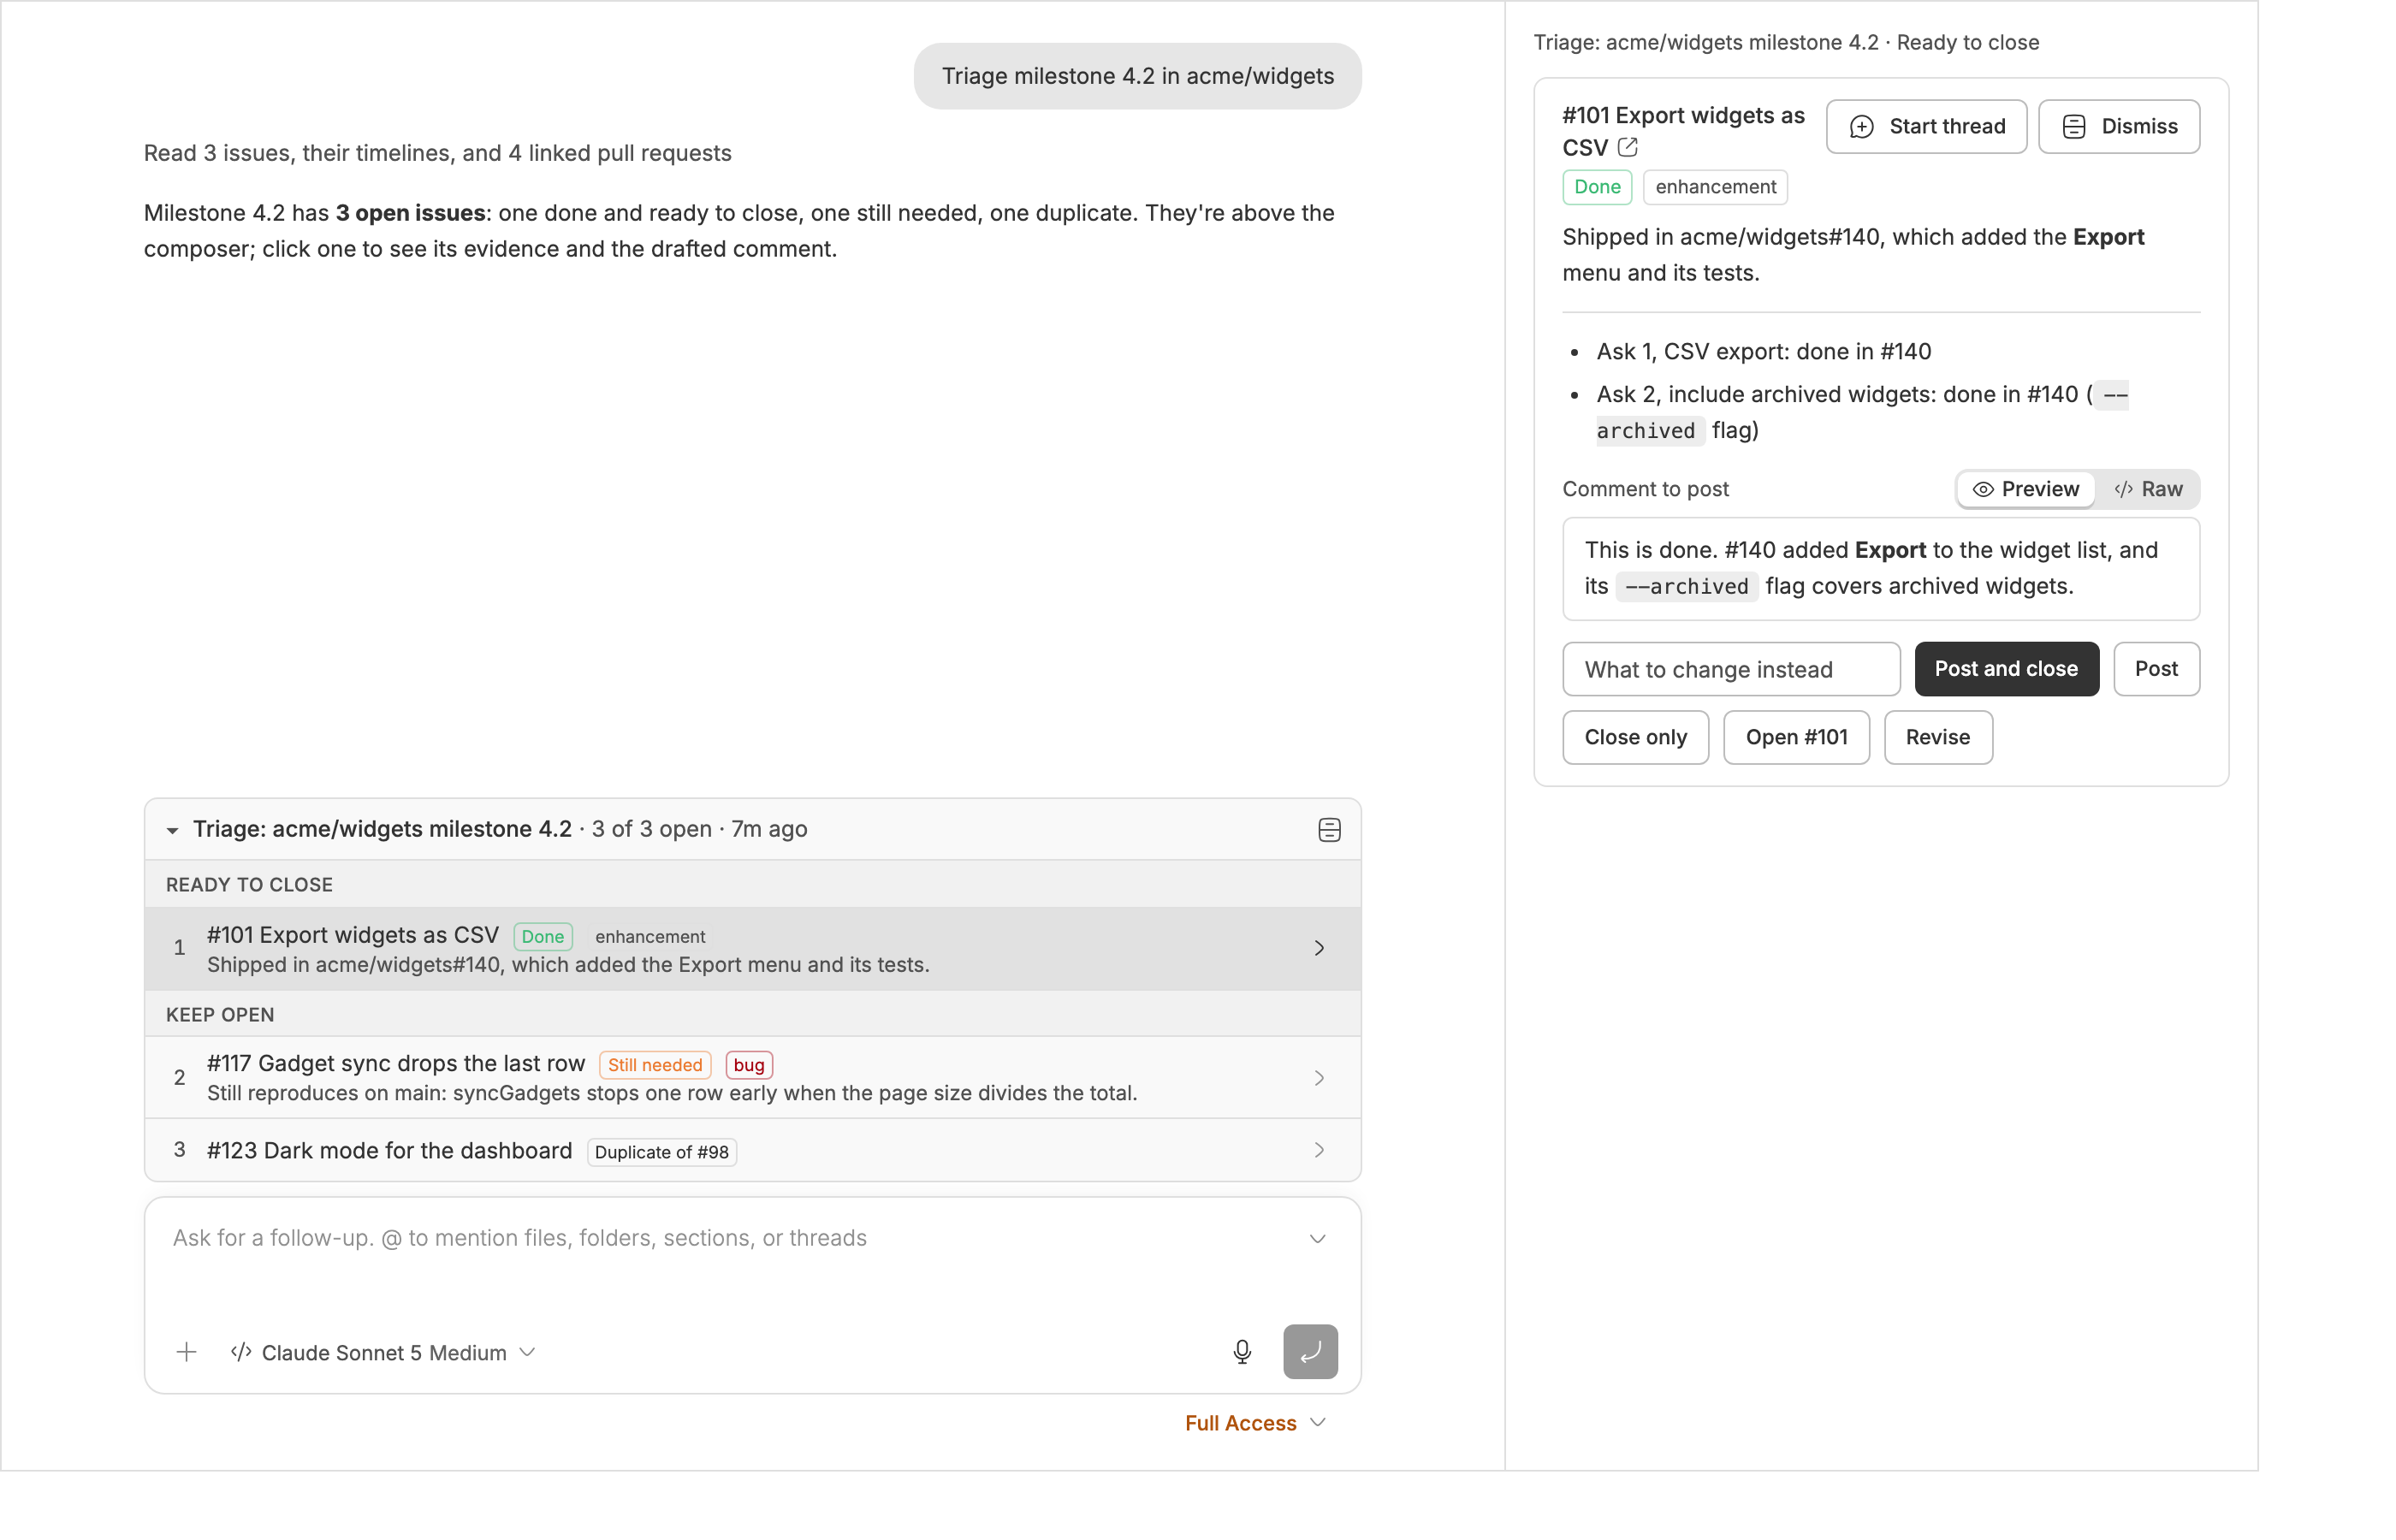 Triage milestone 4.2 in acme/widgets
Read 3 issues, their timelines, and 4 linked pull requests
Milestone 4.2 has 3 open issues: one done and ready to close, one still needed, one duplicate. They're above the
composer; click one to see its evidence and the drafted comment.
Triage: acme/widgets milestone 4.2 · 3 of 3 open · 7m ago
READY TO CLOSE
1
#101 Export widgets as CSV Done enhancement
Shipped in acme/widgets#140, which added the Export menu and its tests.
KEEP OPEN
2
#117 Gadget sync drops the last row Still needed bug
Still reproduces on main: syncGadgets stops one row early when the page size divides the total.
3 #123 Dark mode for the dashboard Duplicate of #98
Ask for a follow-up. @ to mention files, folders, sections, or threads
</> Claude Sonnet 5 Medium
Full Access
Triage: acme/widgets milestone 4.2 · Ready to close
#101 Export widgets as
CSV
Start thread Dismiss
Done enhancement
Shipped in acme/widgets#140, which added the Export
menu and its tests.
• Ask 1, CSV export: done in #140
• Ask 2, include archived widgets: done in #140 (--
archived flag)
Comment to post Preview </> Raw
This is done. #140 added Export to the widget list, and
its --archived flag covers archived widgets.
What to change instead Post and close Post
Close only Open #101 Revise